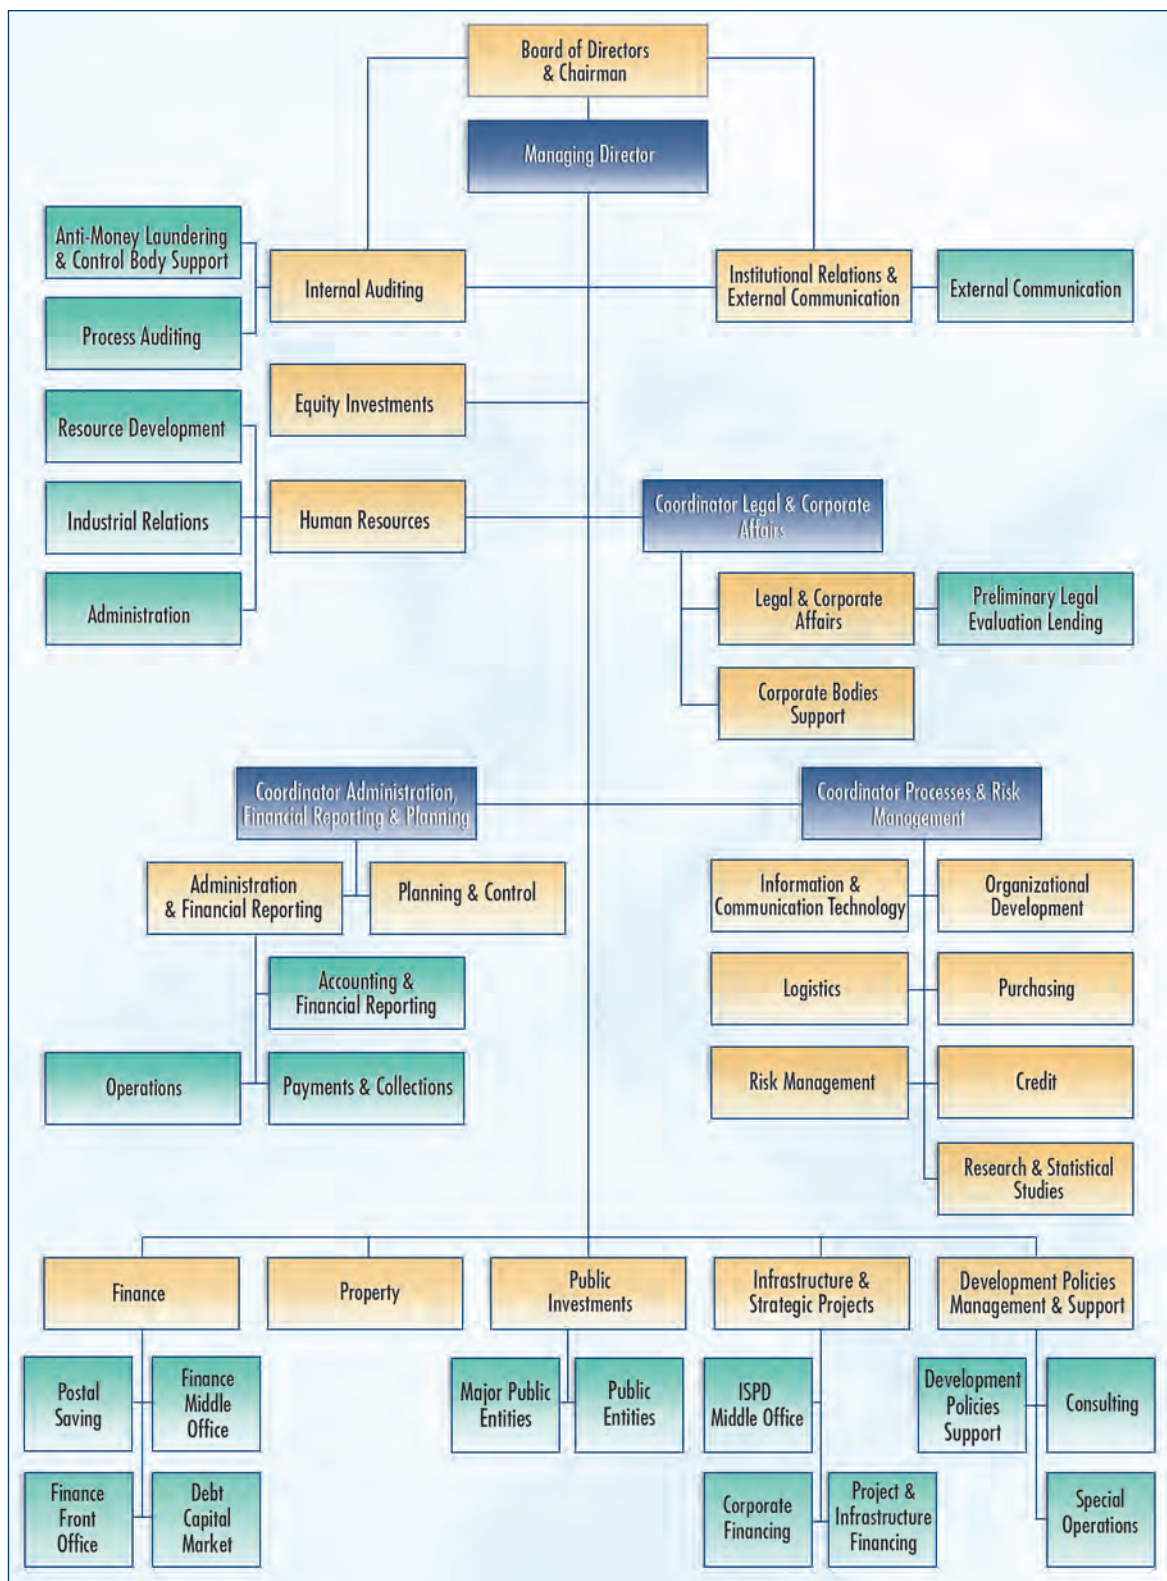 Board of Directors
& Chairman
Managing Director
Anti-Money Laundering
& Control Body Support
Internal Auditing
Institutional Relations &
External Communication
External Communication
Process Auditing
Equity Investments
Resource Development
Industrial Relations
Human Resources
Coordinator Legal & Corporate
Affairs
Administration
Legal & Corporate
Affairs
Preliminary Legal
Evaluation Lending
Corporate Bodies
Support
Coordinator Administration,
Financial Reporting & Planning
Coordinator Processes & Risk
Management
Administration
& Financial Reporting
Planning & Control
Information &
Communication Technology
Organizational
Development
Accounting &
Financial Reporting
Logistics
Purchasing
Operations
Payments & Collections
Risk Management
Credit
Research & Statistical
Studies
Finance
Property
Public
Investments
Infrastructure &
Strategic Projects
Development Policies
Management & Support
Postal
Saving
Finance
Middle
Office
Major Public
Entities
Public
Entities
ISPD
Middle Office
Development
Policies
Support
Consulting
Finance
Front
Office
Debt
Capital
Market
Corporate
Financing
Project &
Infrastructure
Financing
Special
Operations